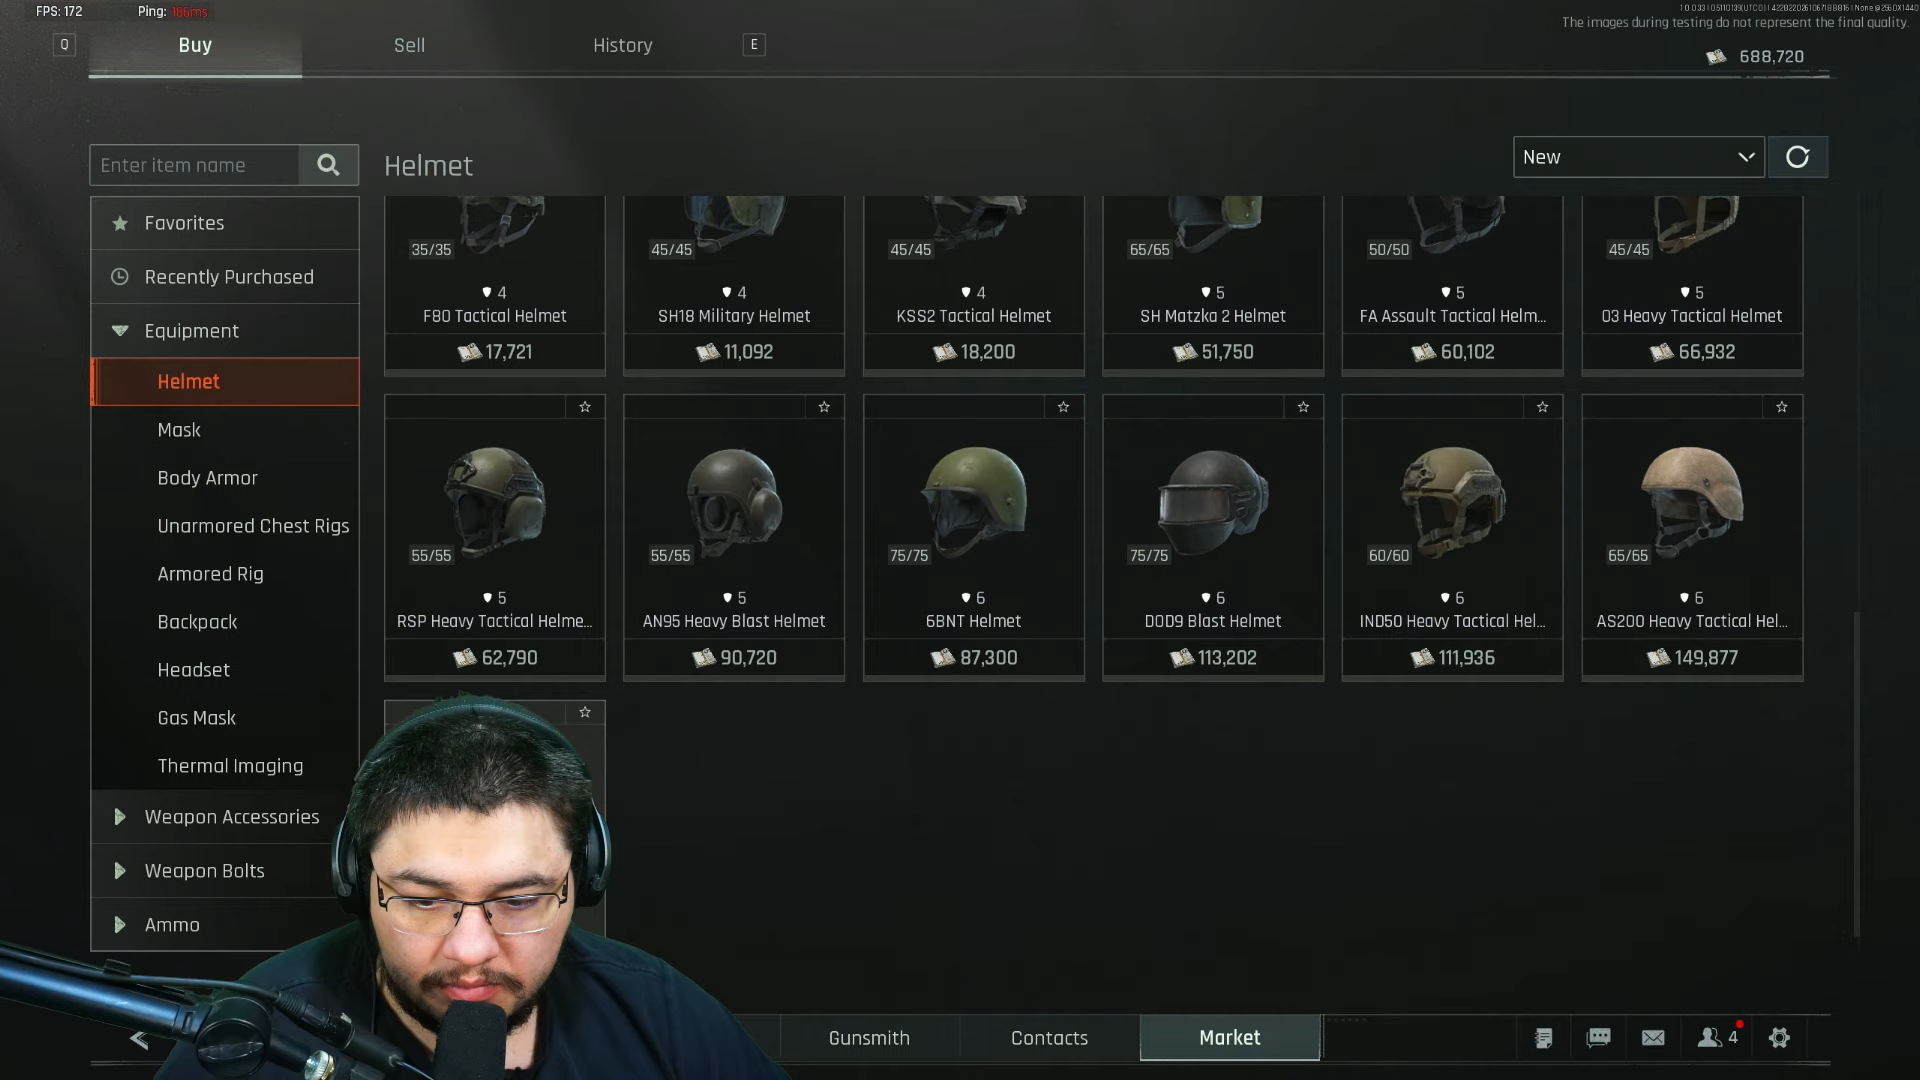 FPS: 172
Ping: 186ms
The images during testing do not represent the final quality.
Q
Buy
Sell
History
E
688,720
Enter item name
Helmet
New
Favorites
Recently Purchased
Equipment
Helmet
Mask
Body Armor
Unarmored Chest Rigs
Armored Rig
Backpack
Headset
Gas Mask
Thermal Imaging
Weapon Accessories
Weapon Bolts
Ammo
35/35
45/45
45/45
65/65
50/50
45/45
4
4
4
5
5
5
F80 Tactical Helmet
SH18 Military Helmet
KSS2 Tactical Helmet
SH Matzka 2 Helmet
FA Assault Tactical Helm...
03 Heavy Tactical Helmet
17,721
11,092
18,200
51,750
60,102
66,932
55/55
55/55
75/75
75/75
60/60
65/65
5
5
6
6
6
6
RSP Heavy Tactical Helme...
AN95 Heavy Blast Helmet
6BNT Helmet
DOD9 Blast Helmet
IND50 Heavy Tactical Hel...
AS200 Heavy Tactical Hel...
62,790
90,720
87,300
113,202
111,936
149,877
Gunsmith
Contacts
Market
4